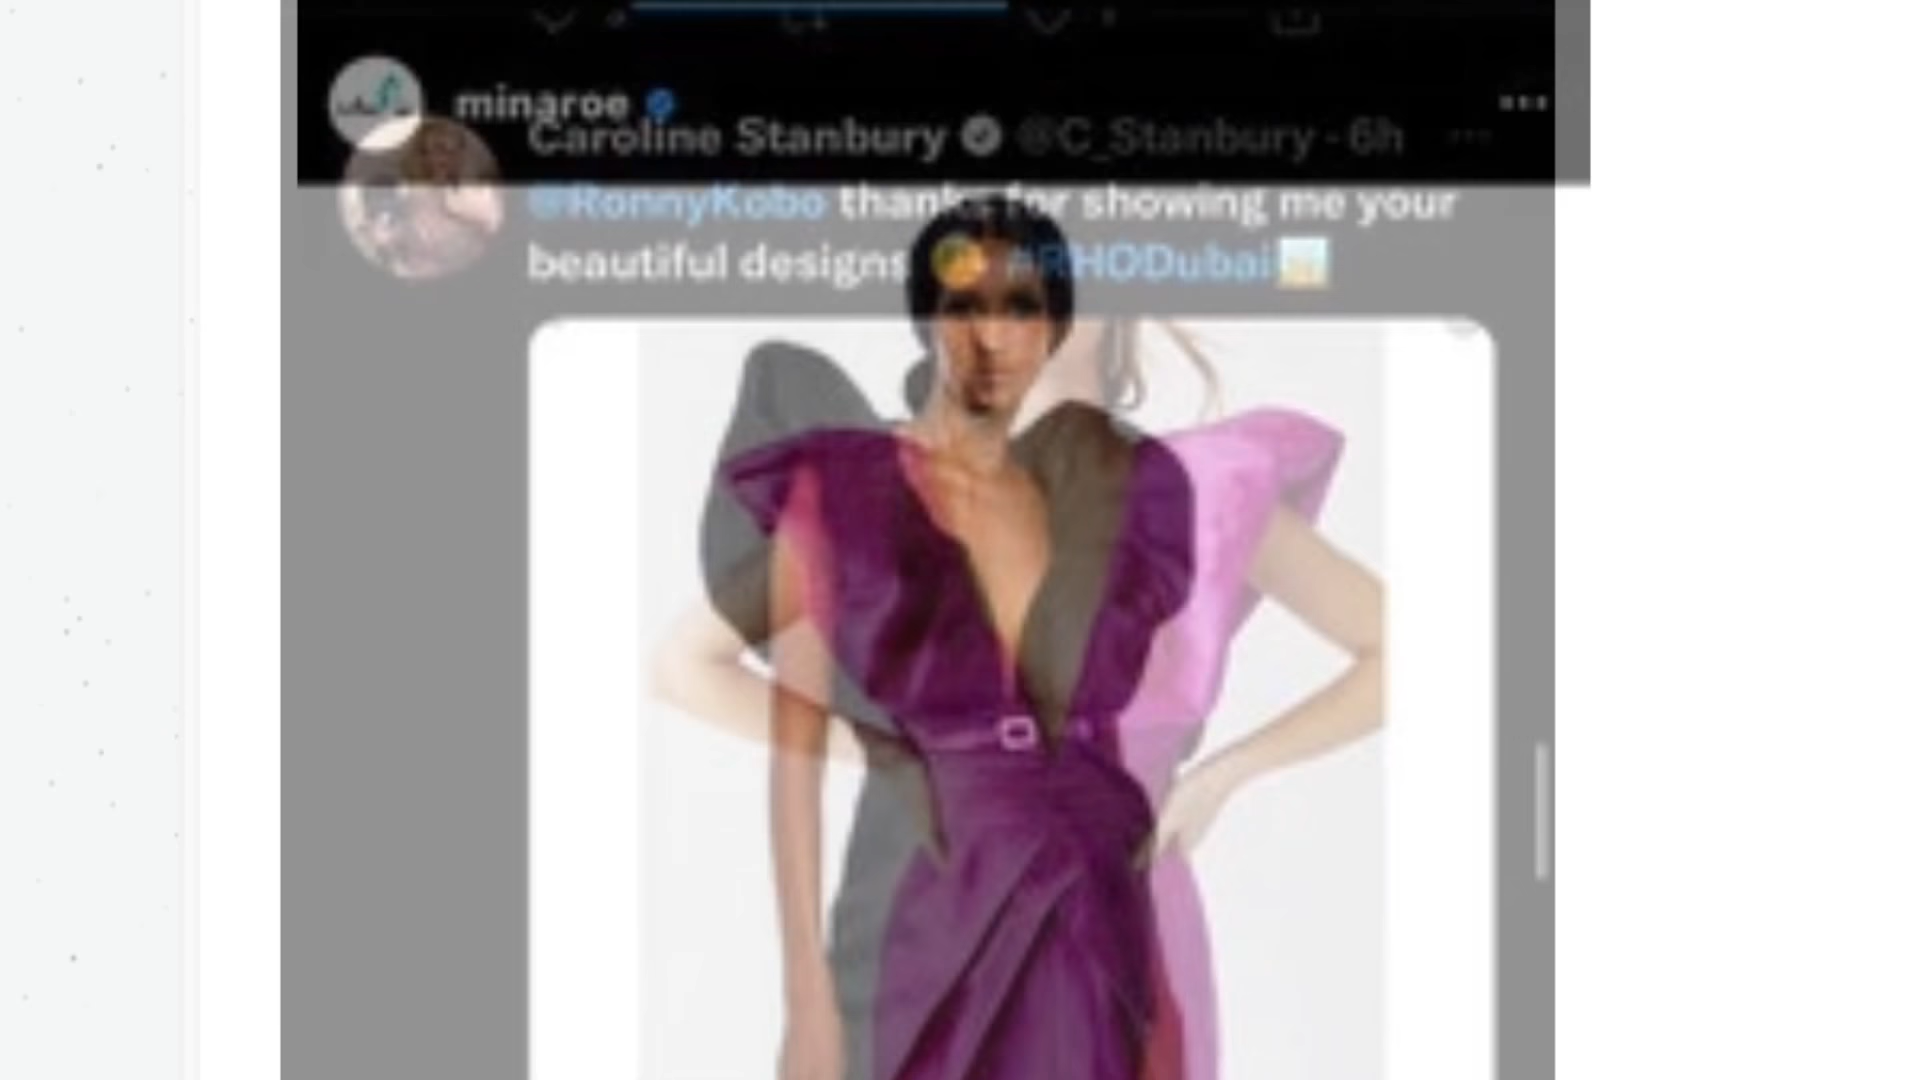 minaroe
Caroline Stanbury @C_Stanbury · 6h
@RonnyKobo thanks for showing me your
beautiful designs #RHODubai